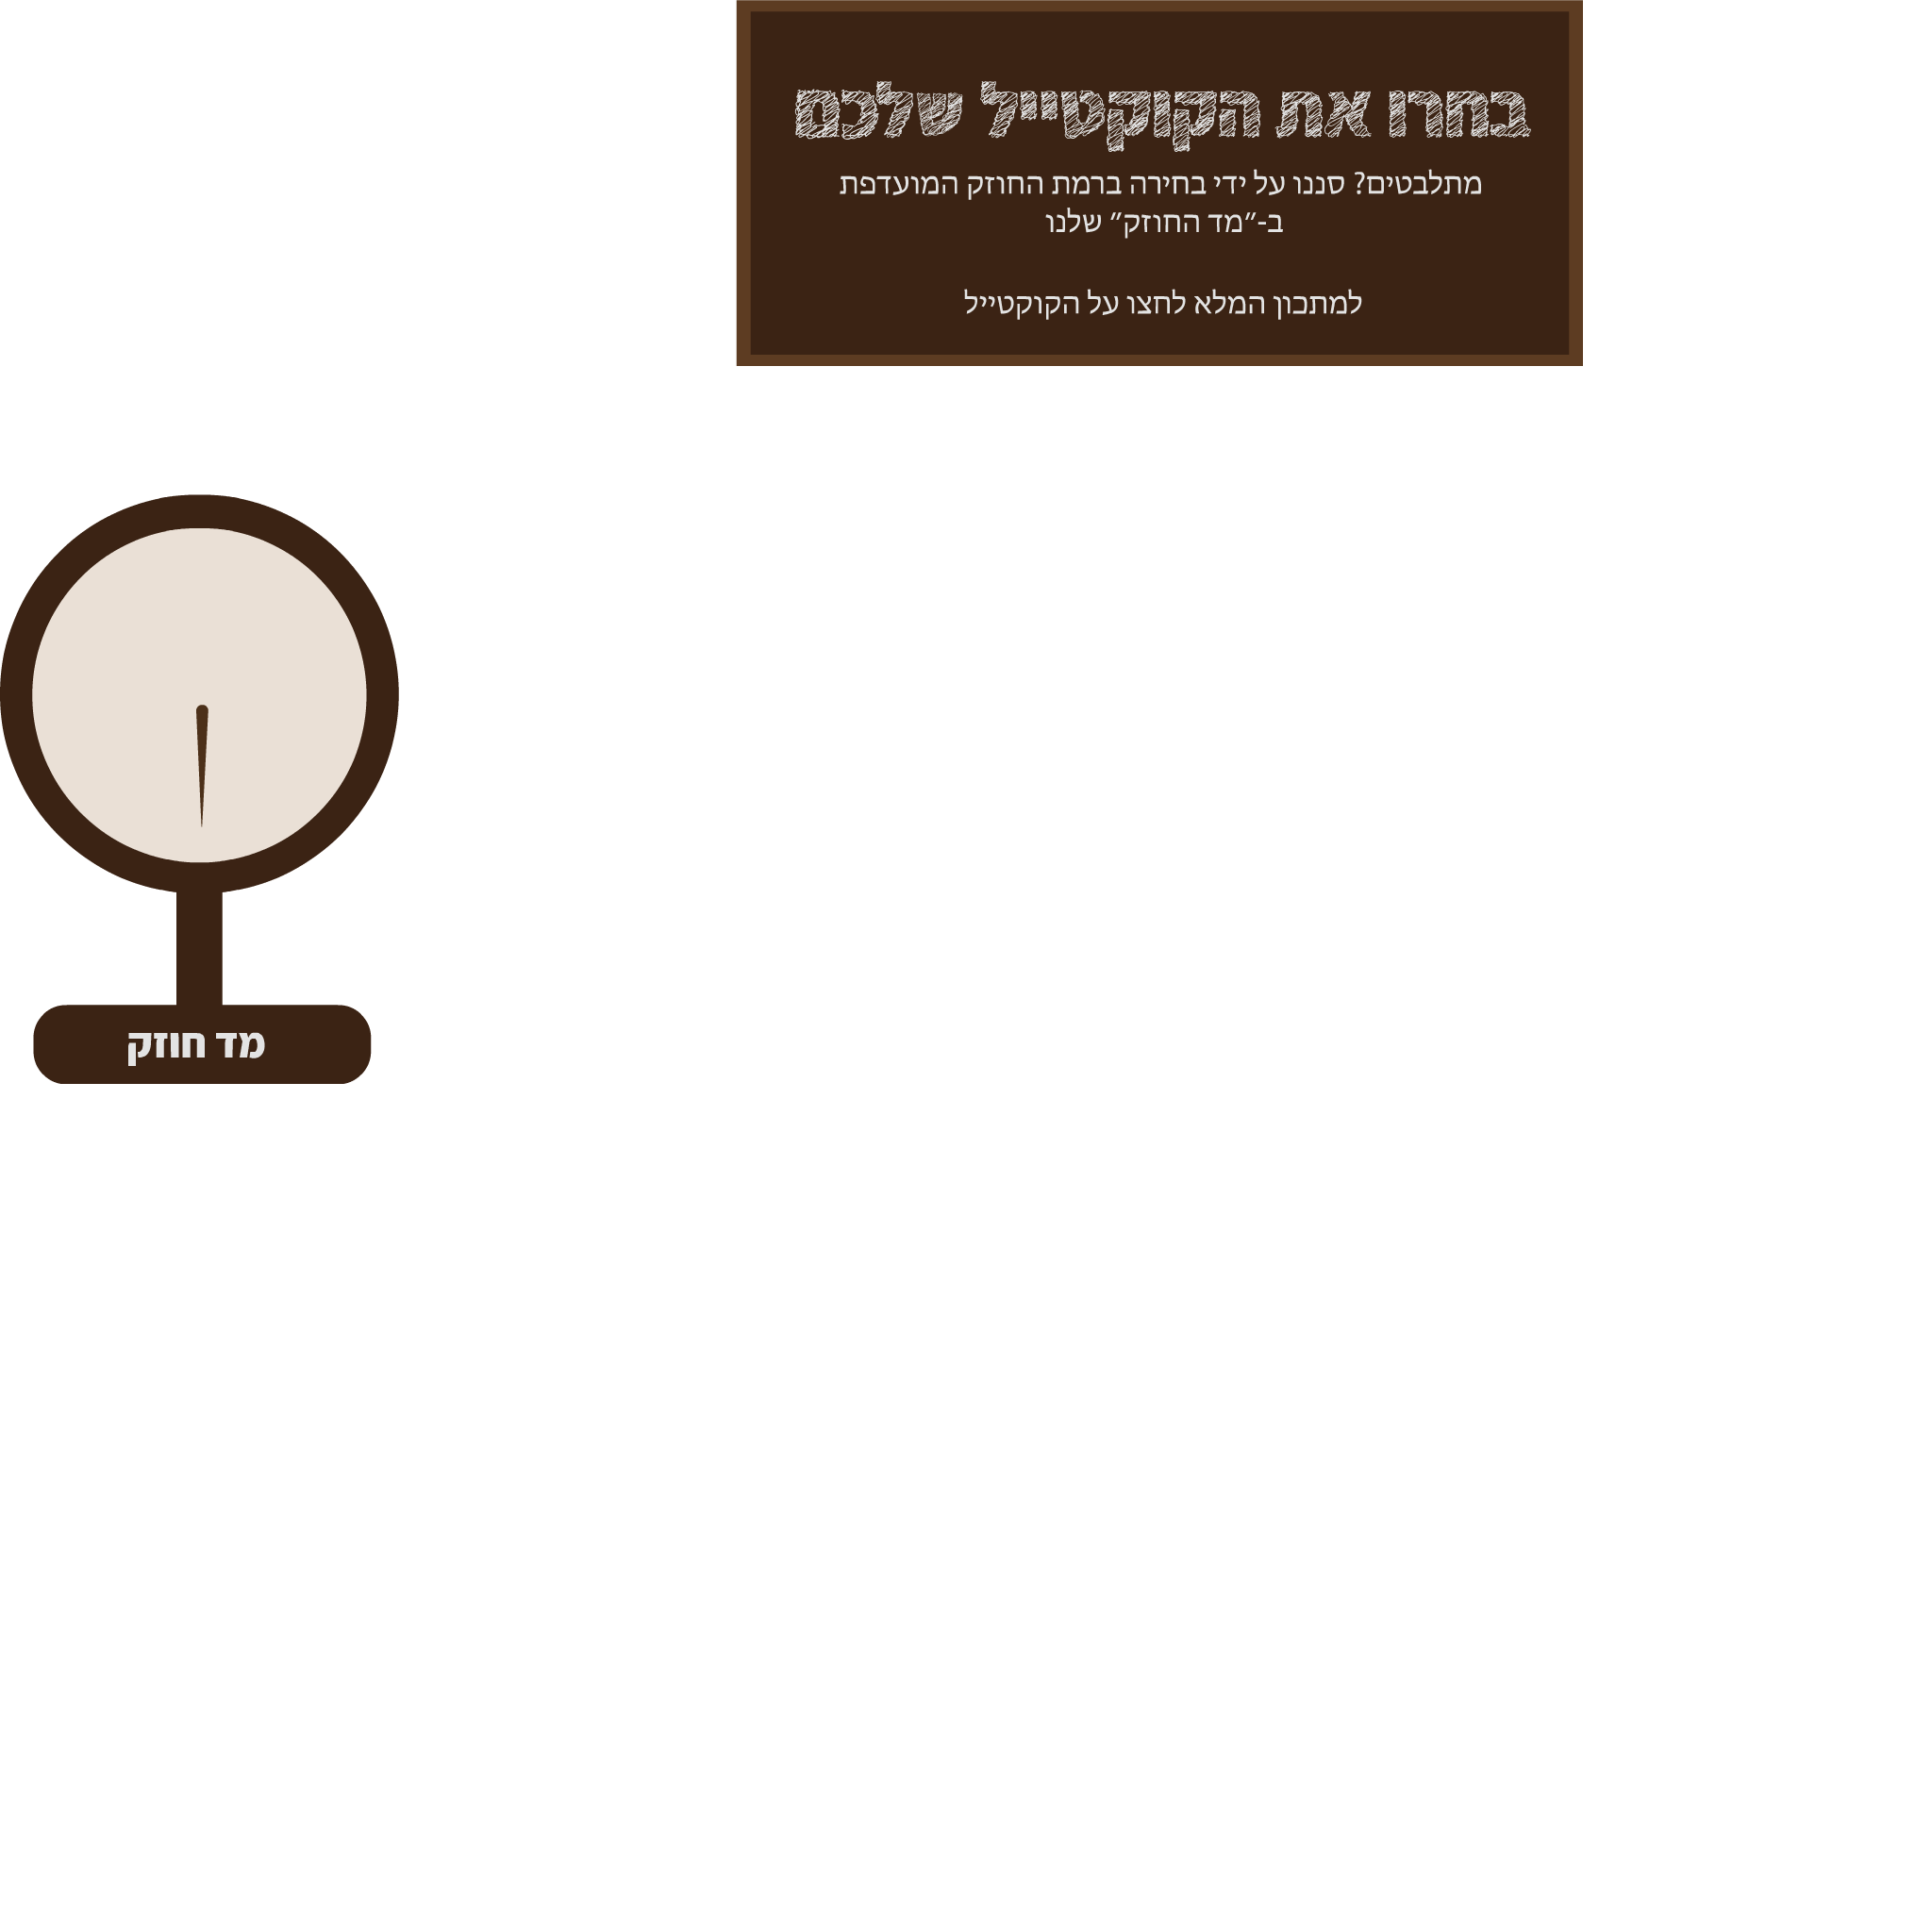 בחרו את הקוקטייל שלכם
מתלבטים? סננו על ידי בחירה ברמת החוזק המועדפת
ב-״מד החוזק״ שלנו
למתכון המלא לחצו על הקוקטייל
מד חוזק